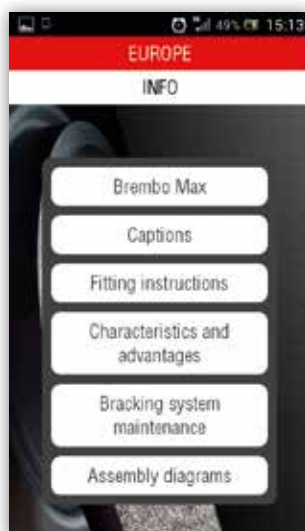 49% 15:13
EUROPE
INFO
Brembo Max
Captions
Fitting instructions
Characteristics and
advantages
Bracking system
maintenance
Assembly diagrams